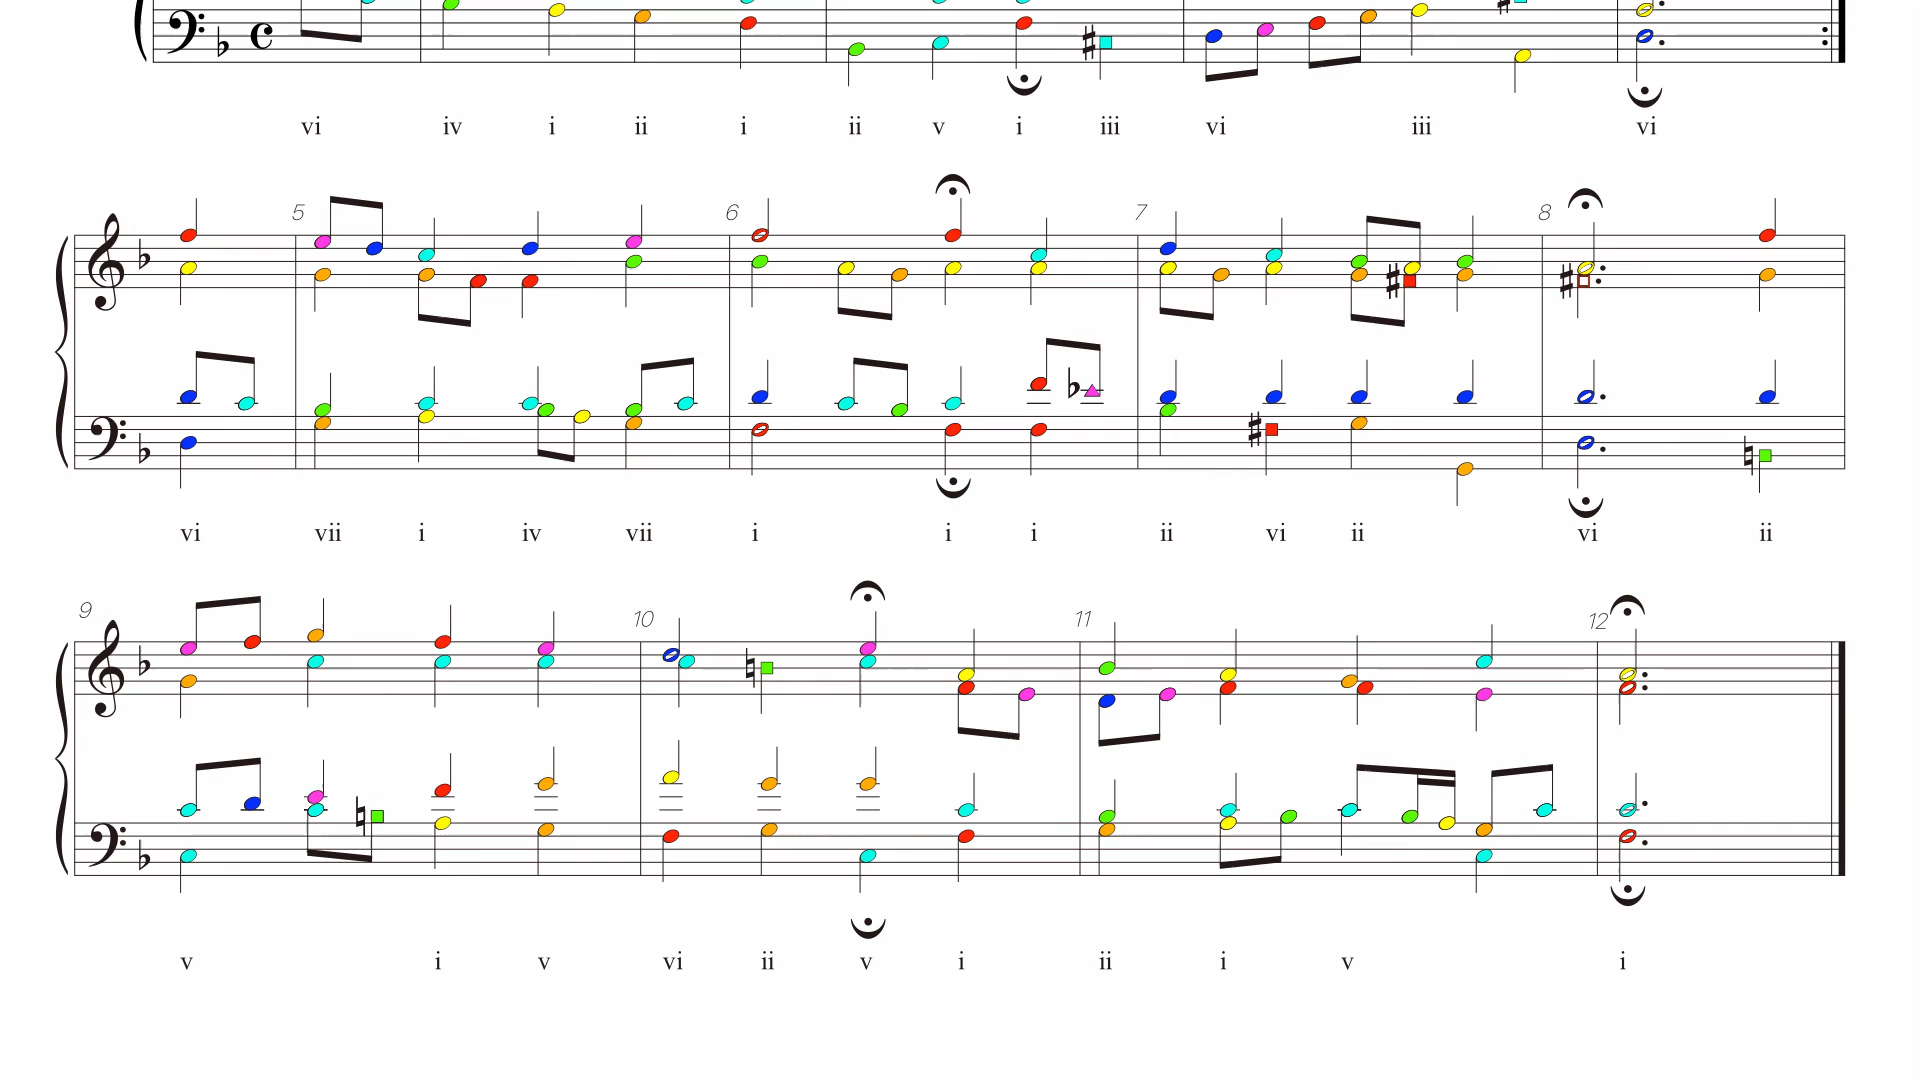 vi iv i ii i ii v i iii vi iii vi
5 6 7 8
vi vii i iv vii i i i ii vi ii vi ii
9 10 11 12
v i v vi ii v i ii i v i